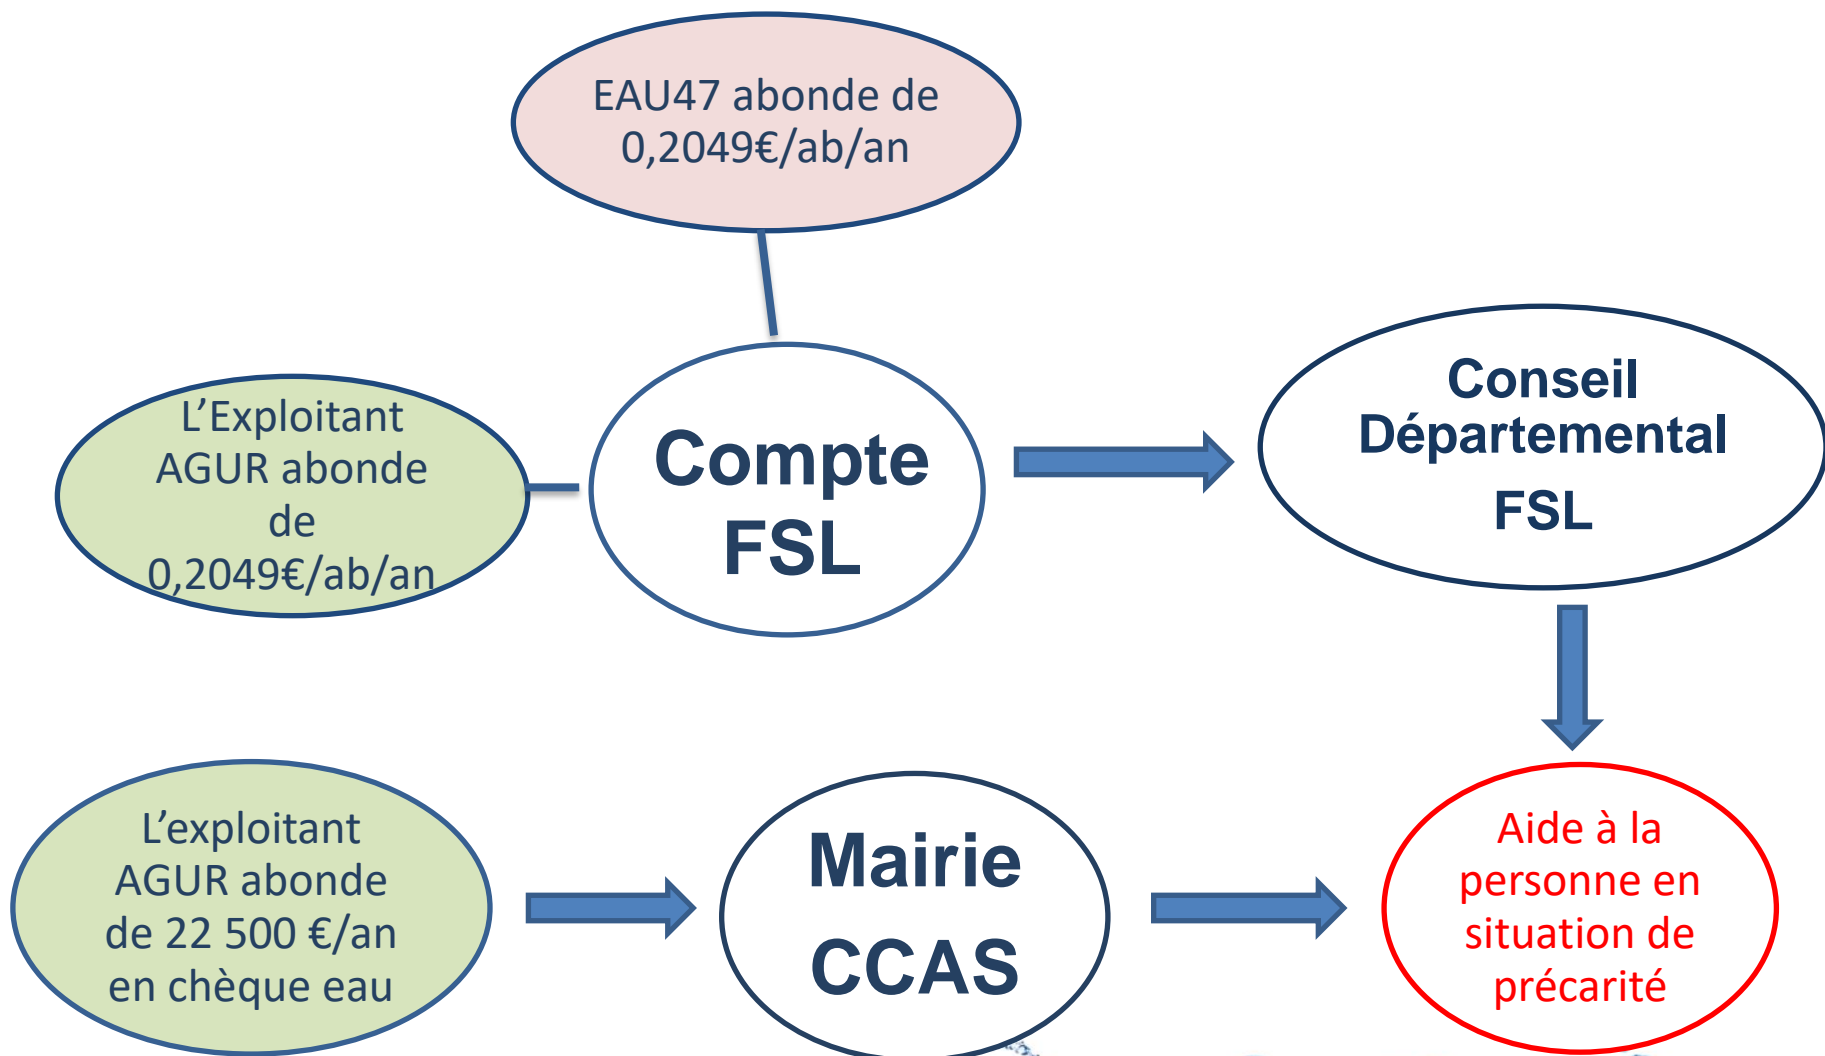 EAU47 abonde de
0,2049€/ab/an
L’Exploitant
AGUR abonde
de
0,2049€/ab/an
Compte
FSL
Conseil
Départemental
FSL
L’exploitant
AGUR abonde
de 22 500 €/an
en chèque eau
Mairie
CCAS
Aide à la
personne en
situation de
précarité